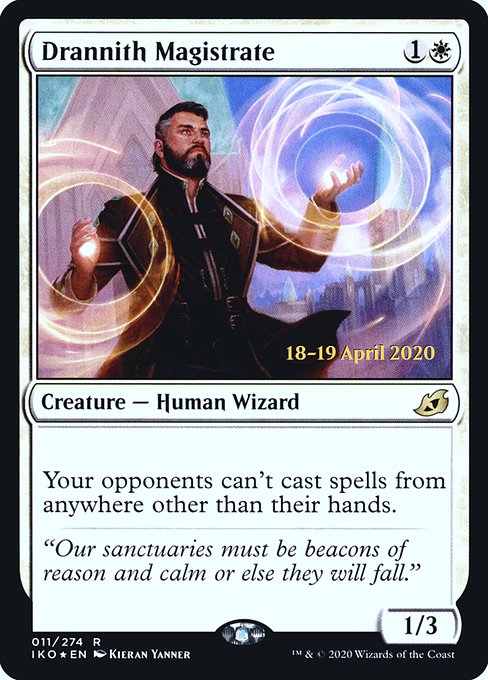 Drannith Magistrate 1
18–19 April 2020
Creature — Human Wizard
Your opponents can't cast spells from
anywhere other than their hands.
“Our sanctuaries must be beacons of
reason and calm or else they will fall.”
1/3
011/274 R
IKO★EN Kieran Yanner ™ & © 2020 Wizards of the Coast